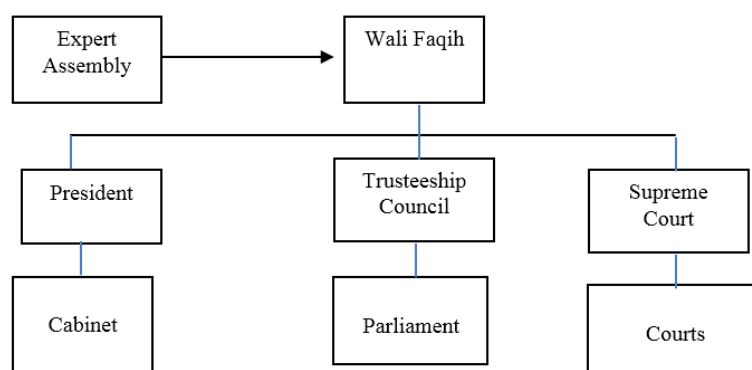 Expert
Assembly
Wali Faqih
President
Trusteeship
Council
Supreme
Court
Cabinet
Parliament
Courts